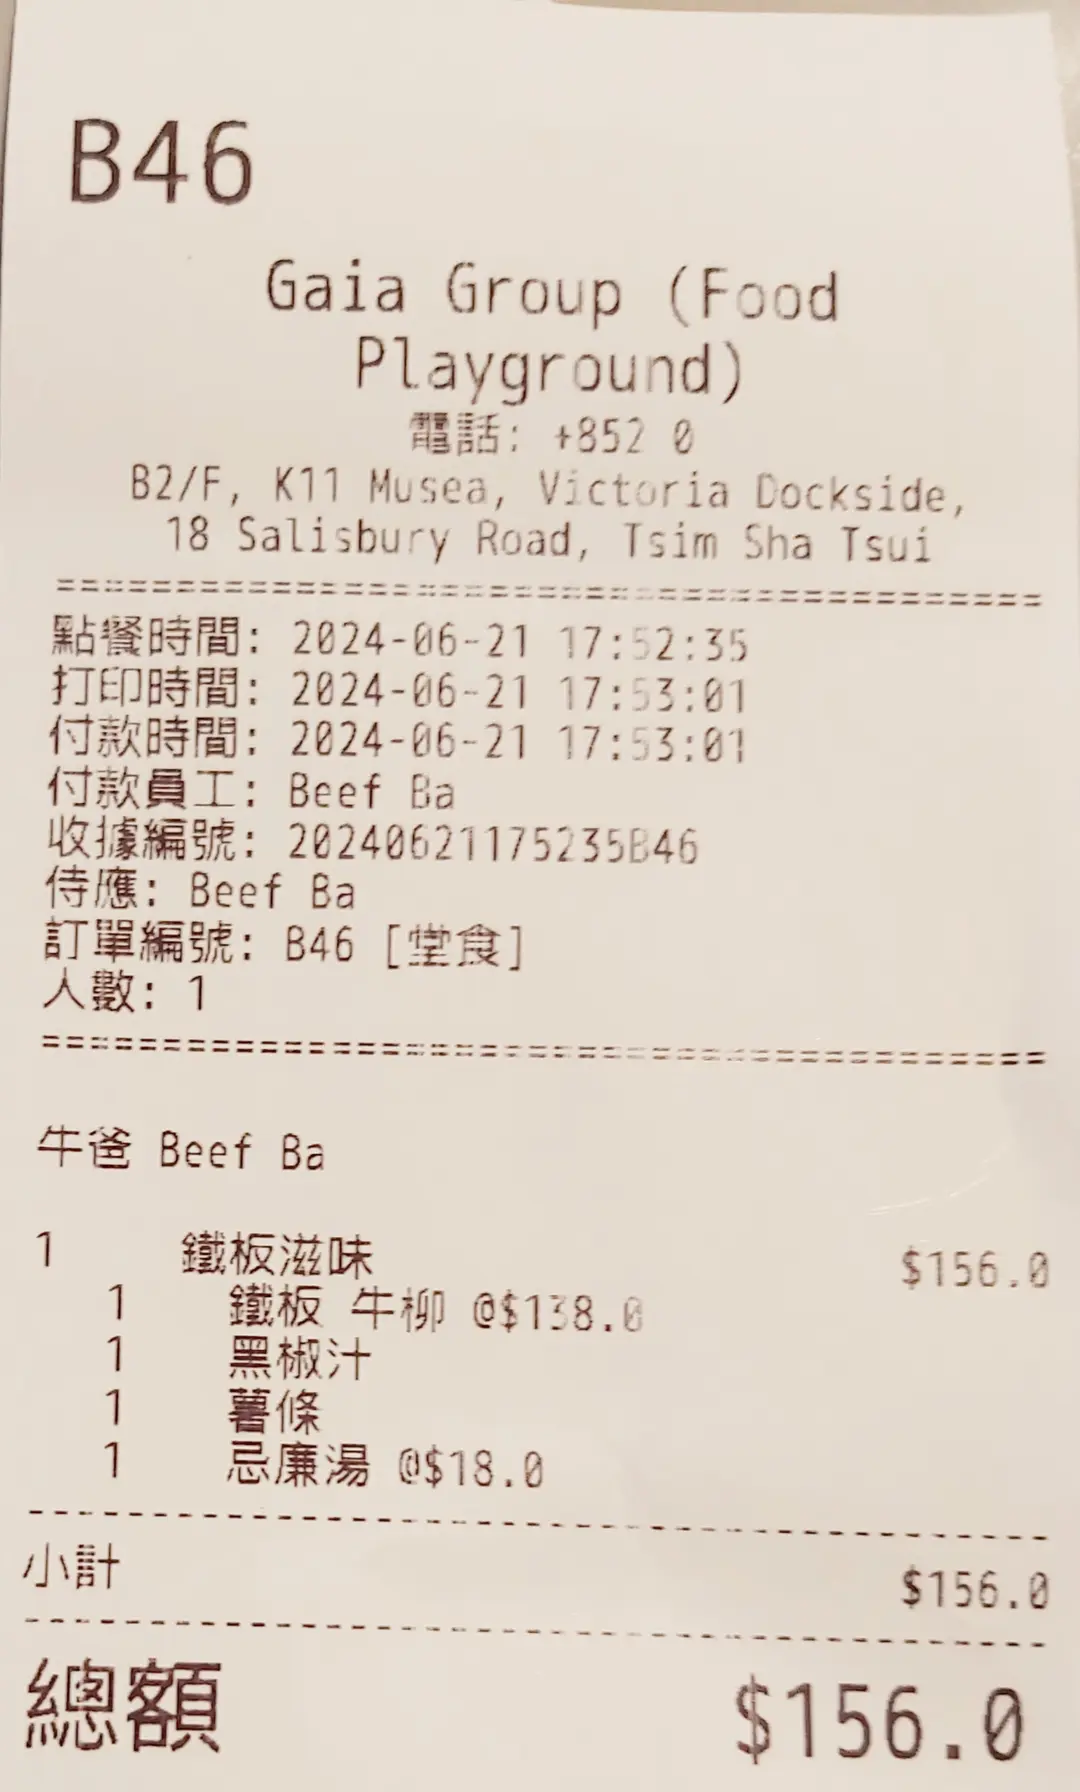 B46
Gaia Group (Food
Playground)
電話: +852 0
B2/F, K11 Musea, Victoria Dockside,
18 Salisbury Road, Tsim Sha Tsui
=========================================
點餐時間: 2024-06-21 17:52:35
打印時間: 2024-06-21 17:53:01
付款時間: 2024-06-21 17:53:01
付款員工: Beef Ba
收據編號: 20240621175235B46
侍應: Beef Ba
訂單編號: B46 [堂食]
人數: 1
=========================================
牛爸 Beef Ba
1 鐵板滋味 $156.0
1 鐵板 牛柳 @$138.0
1 黑椒汁
1 薯條
1 忌廉湯 @$18.0
-----------------------------------------
小計 $156.0
-----------------------------------------
總額 $156.0